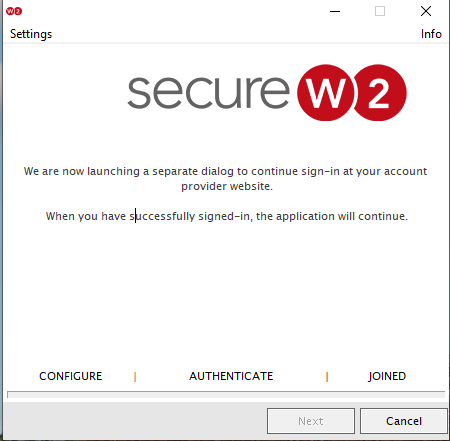 W2
Settings Info
secure W2
We are now launching a separate dialog to continue sign-in at your account
provider website.
When you have successfully signed-in, the application will continue.
CONFIGURE | AUTHENTICATE | JOINED
Next Cancel